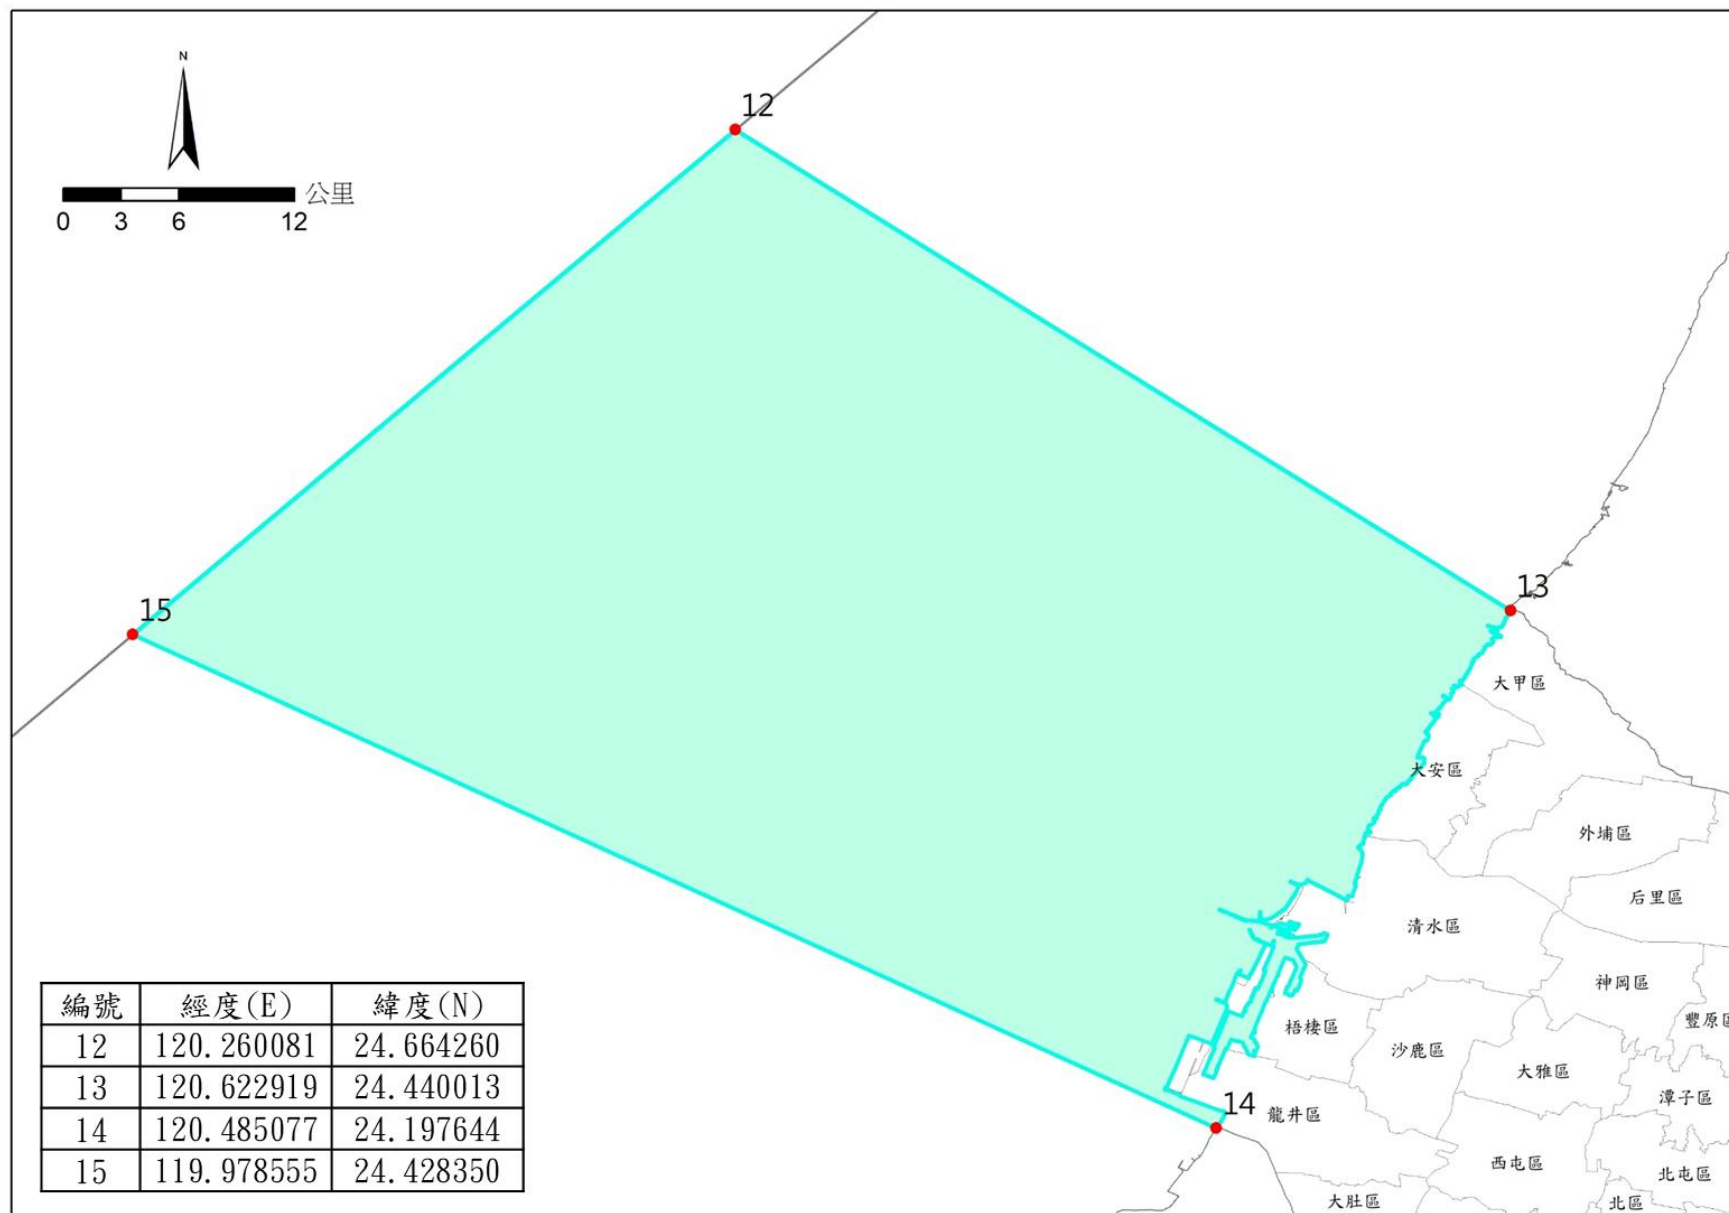 N
公里
0 3 6 12
12
15
13
14
大甲區
大安區
外埔區
后里區
清水區
神岡區
豐原區
梧棲區
沙鹿區
大雅區
潭子區
龍井區
西屯區
北屯區
大肚區
北區
編號 經度(E) 緯度(N)
12 120.260081 24.664260
13 120.622919 24.440013
14 120.485077 24.197644
15 119.978555 24.428350